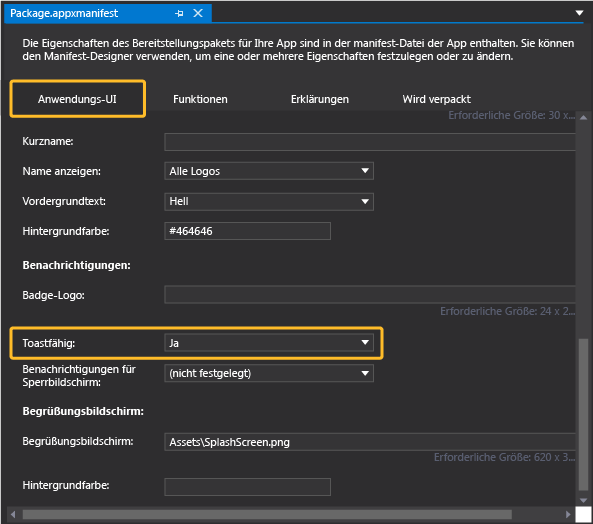 Package.appxmanifest
Die Eigenschaften des Bereitstellungspakets für Ihre App sind in der manifest-Datei der App enthalten. Sie können
den Manifest-Designer verwenden, um eine oder mehrere Eigenschaften festzulegen oder zu ändern.
Anwendungs-UI Funktionen Erklärungen Wird verpackt
Erforderliche Größe: 30 x...
Kurzname:
Name anzeigen: Alle Logos
Vordergrundtext: Hell
Hintergrundfarbe: #464646
Benachrichtigungen:
Badge-Logo:
Erforderliche Größe: 24 x 2...
Toastfähig: Ja
Benachrichtigungen für
Sperrbildschirm: (nicht festgelegt)
Begrüßungsbildschirm:
Begrüßungsbildschirm: Assets\SplashScreen.png
Erforderliche Größe: 620 x 3...
Hintergrundfarbe: